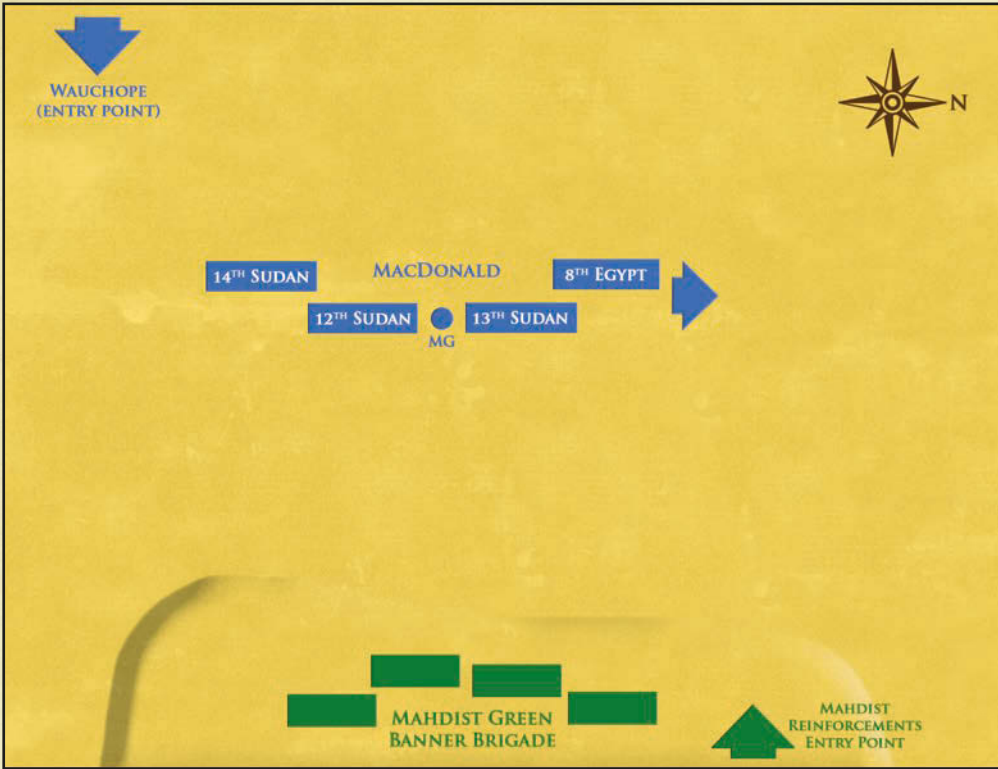 Wauchope
(entry point)
N
MacDonald
14th Sudan
8th Egypt
12th Sudan
13th Sudan
MG
Mahdist Green
Banner Brigade
Mahdist
Reinforcements
Entry Point